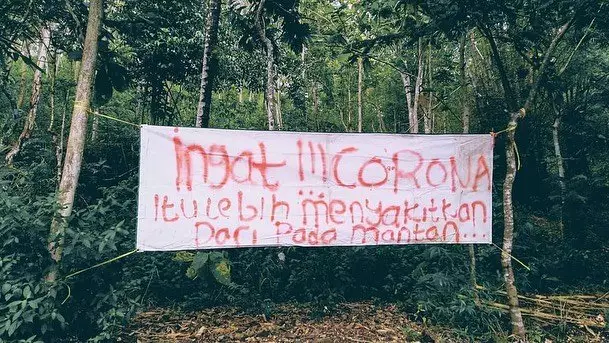 ingat !!! CORONA
Itu lebih menyakitkan
Dari Pada mantan...